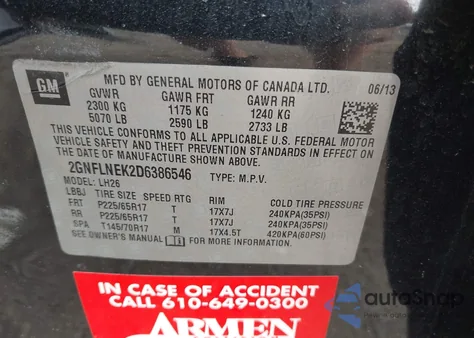 GM
MFD BY GENERAL MOTORS OF CANADA LTD. 06/13
GVWR GAWR FRT GAWR RR
2300 KG 1175 KG 1240 KG
5070 LB 2590 LB 2733 LB
THIS VEHICLE CONFORMS TO ALL APPLICABLE U.S. FEDERAL MOTOR
VEHICLE SAFETY AND THEFT PREVENTION STANDARDS IN EFFECT ON
THE DATE OF MANUFACTURE SHOWN ABOVE.
2GNFLNEK2D6386546 TYPE: M.P.V.
MODEL: LH26
LBBJ TIRE SIZE SPEED RTG RIM COLD TIRE PRESSURE
FRT P225/65R17 T 17X7J 240KPA(35PSI)
RR P225/65R17 T 17X7J 240KPA(35PSI)
SPA T145/70R17 M 17X4.5T 420KPA(60PSI)
SEE OWNER'S MANUAL FOR MORE INFORMATION
IN CASE OF ACCIDENT
CALL 610-649-0300
ARMEN
autoSnap